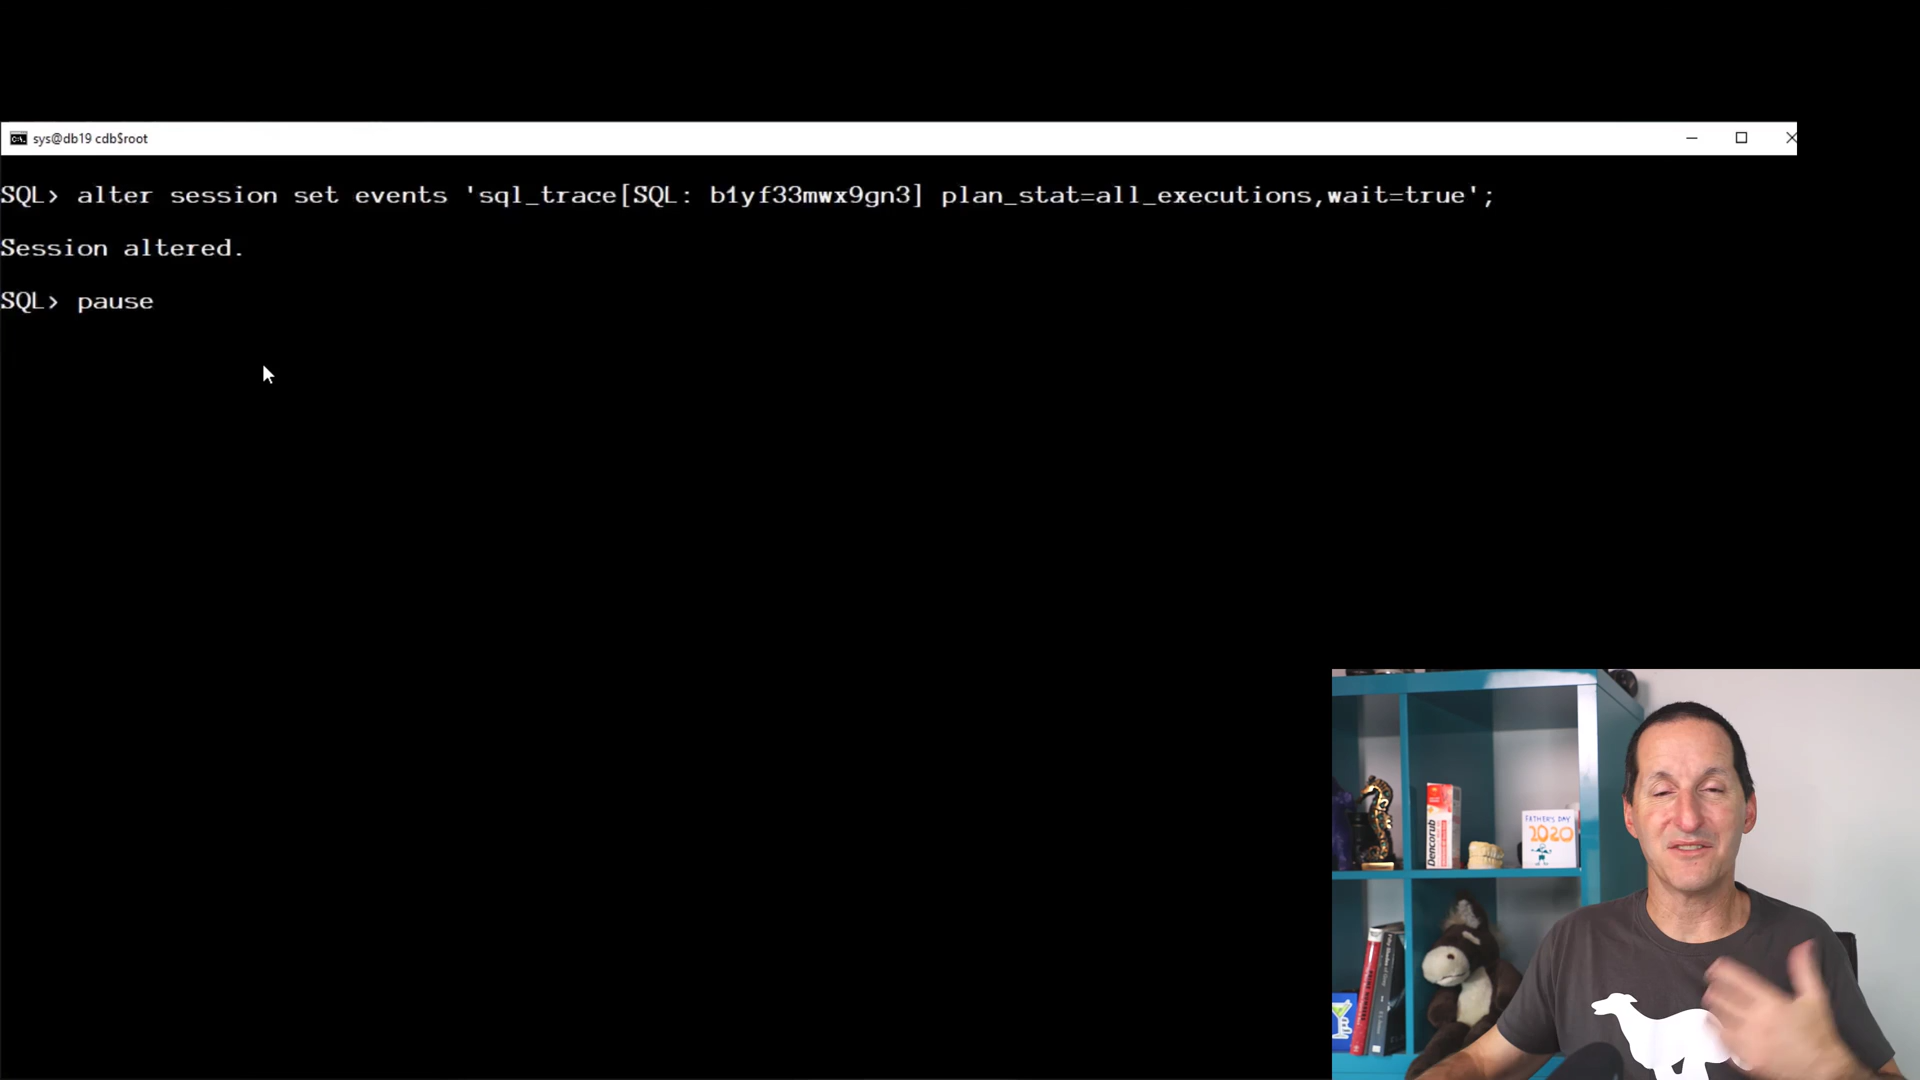 sys@db19 cdb$root
SQL> alter session set events 'sql_trace[SQL: b1yf33mwx9gn3] plan_stat=all_executions,wait=true';
Session altered.
SQL> pause
Dencorub
FATHER'S DAY
2020